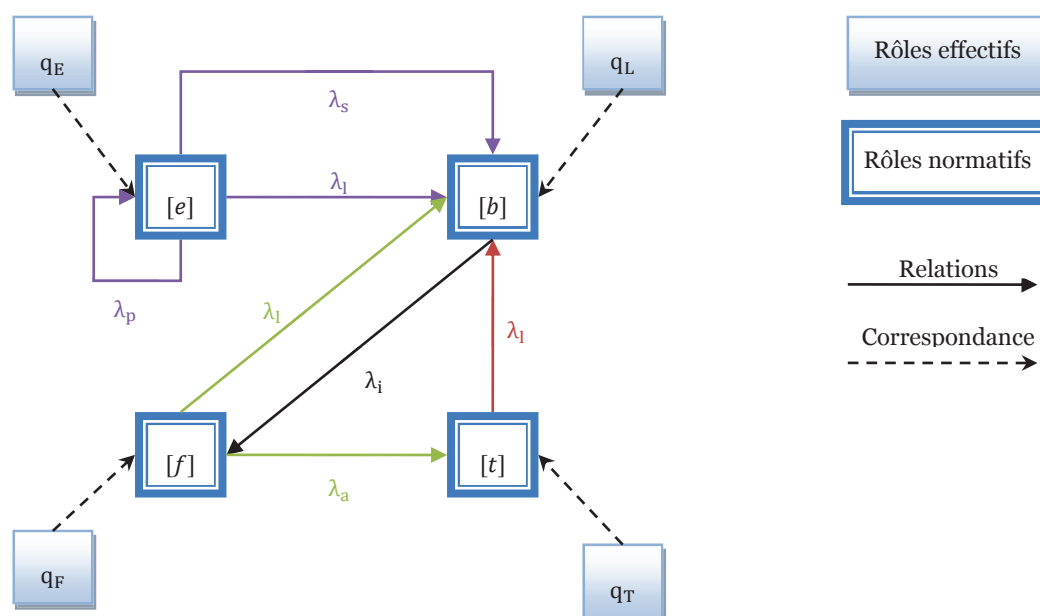 q_E
q_L
Rôles effectifs
λ_s
Rôles normatifs
[e]
λ_l
[b]
Relations
λ_p
λ_l
λ_l
Correspondance
λ_i
[f]
[t]
λ_a
q_F
q_T